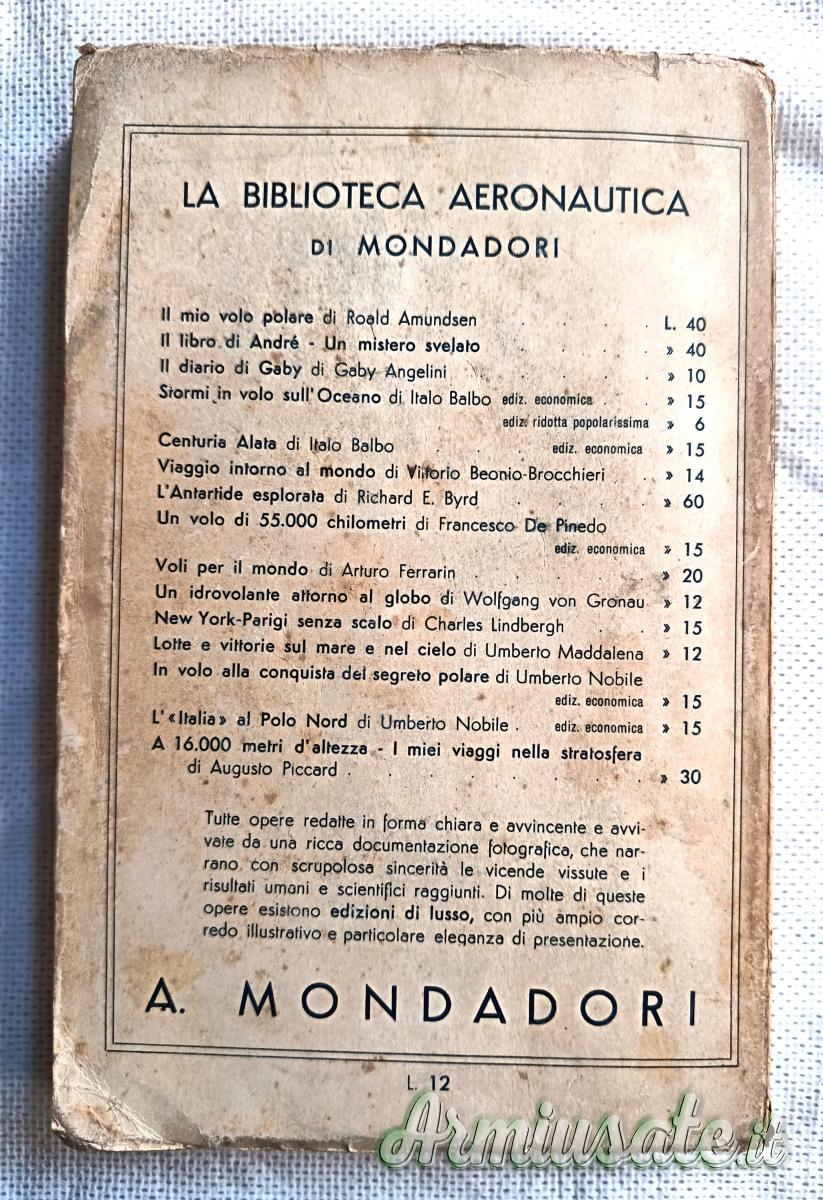 LA BIBLIOTECA AERONAUTICA
DI MONDADORI
Il mio volo polare di Roald Amundsen . . . . L. 40
Il libro di André - Un mistero svelato . . . . » 40
Il diario di Gaby di Gaby Angelini . . . . » 10
Stormi in volo sull'Oceano di Italo Balbo ediz. economica . » 15
ediz. ridotta popolarissima » 6
Centuria Alata di Italo Balbo . . . ediz. economica » 15
Viaggio intorno al mondo di Vittorio Beonio-Brocchieri . » 14
L'Antartide esplorata di Richard E. Byrd . . . . » 60
Un volo di 55.000 chilometri di Francesco De Pinedo
ediz. economica » 15
Voli per il mondo di Arturo Ferrarin . . . . . » 20
Un idrovolante attorno al globo di Wolfgang von Gronau » 12
New York-Parigi senza scalo di Charles Lindbergh . . » 15
Lotte e vittorie sul mare e nel cielo di Umberto Maddalena » 12
In volo alla conquista del segreto polare di Umberto Nobile
ediz. economica » 15
L'«Italia» al Polo Nord di Umberto Nobile . ediz. economica » 15
A 16.000 metri d'altezza - I miei viaggi nella stratosfera
di Augusto Piccard . . . . . . . . » 30
Tutte opere redatte in forma chiara e avvincente e avvi-
vate da una ricca documentazione fotografica, che nar-
rano con scrupolosa sincerità le vicende vissute e i
risultati umani e scientifici raggiunti. Di molte di queste
opere esistono edizioni di lusso, con più ampio cor-
redo illustrativo e particolare eleganza di presentazione.
A. MONDADORI
L. 12
Armiusate.it